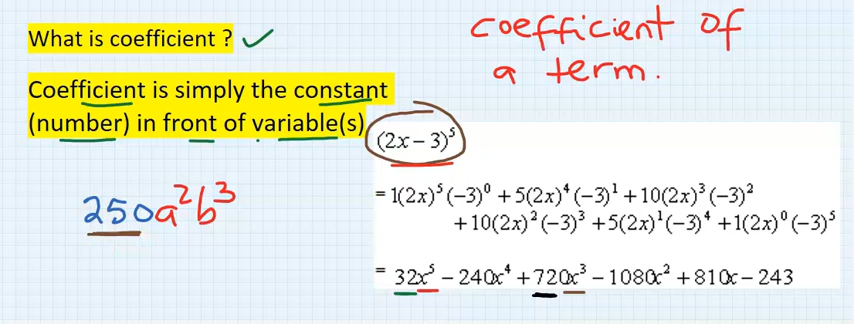 What is coefficient ?
coefficient of
a term.
Coefficient is simply the constant
(number) in front of variable(s)
250a²b³
(2x − 3)⁵
= 1(2x)⁵(−3)⁰ + 5(2x)⁴(−3)¹ + 10(2x)³(−3)²
+ 10(2x)²(−3)³ + 5(2x)¹(−3)⁴ + 1(2x)⁰(−3)⁵
= 32x⁵ − 240x⁴ + 720x³ − 1080x² + 810x − 243